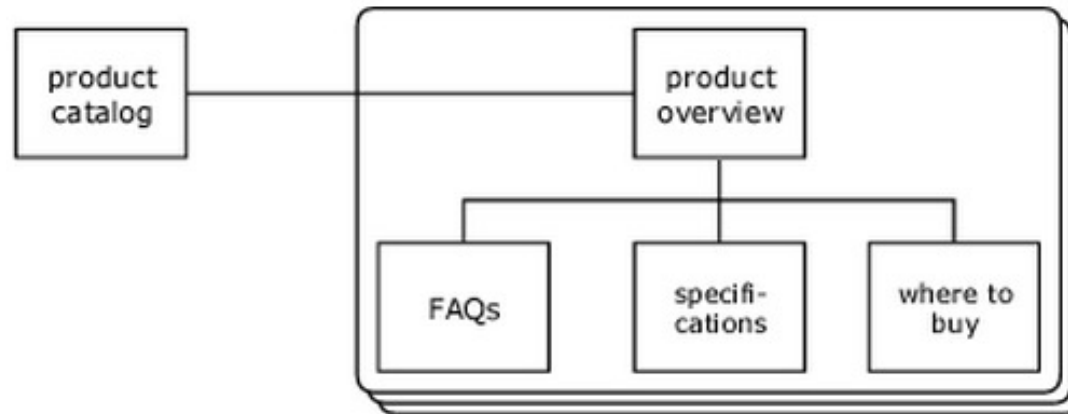 product
catalog
product
overview
FAQs
specifi-
cations
where to
buy